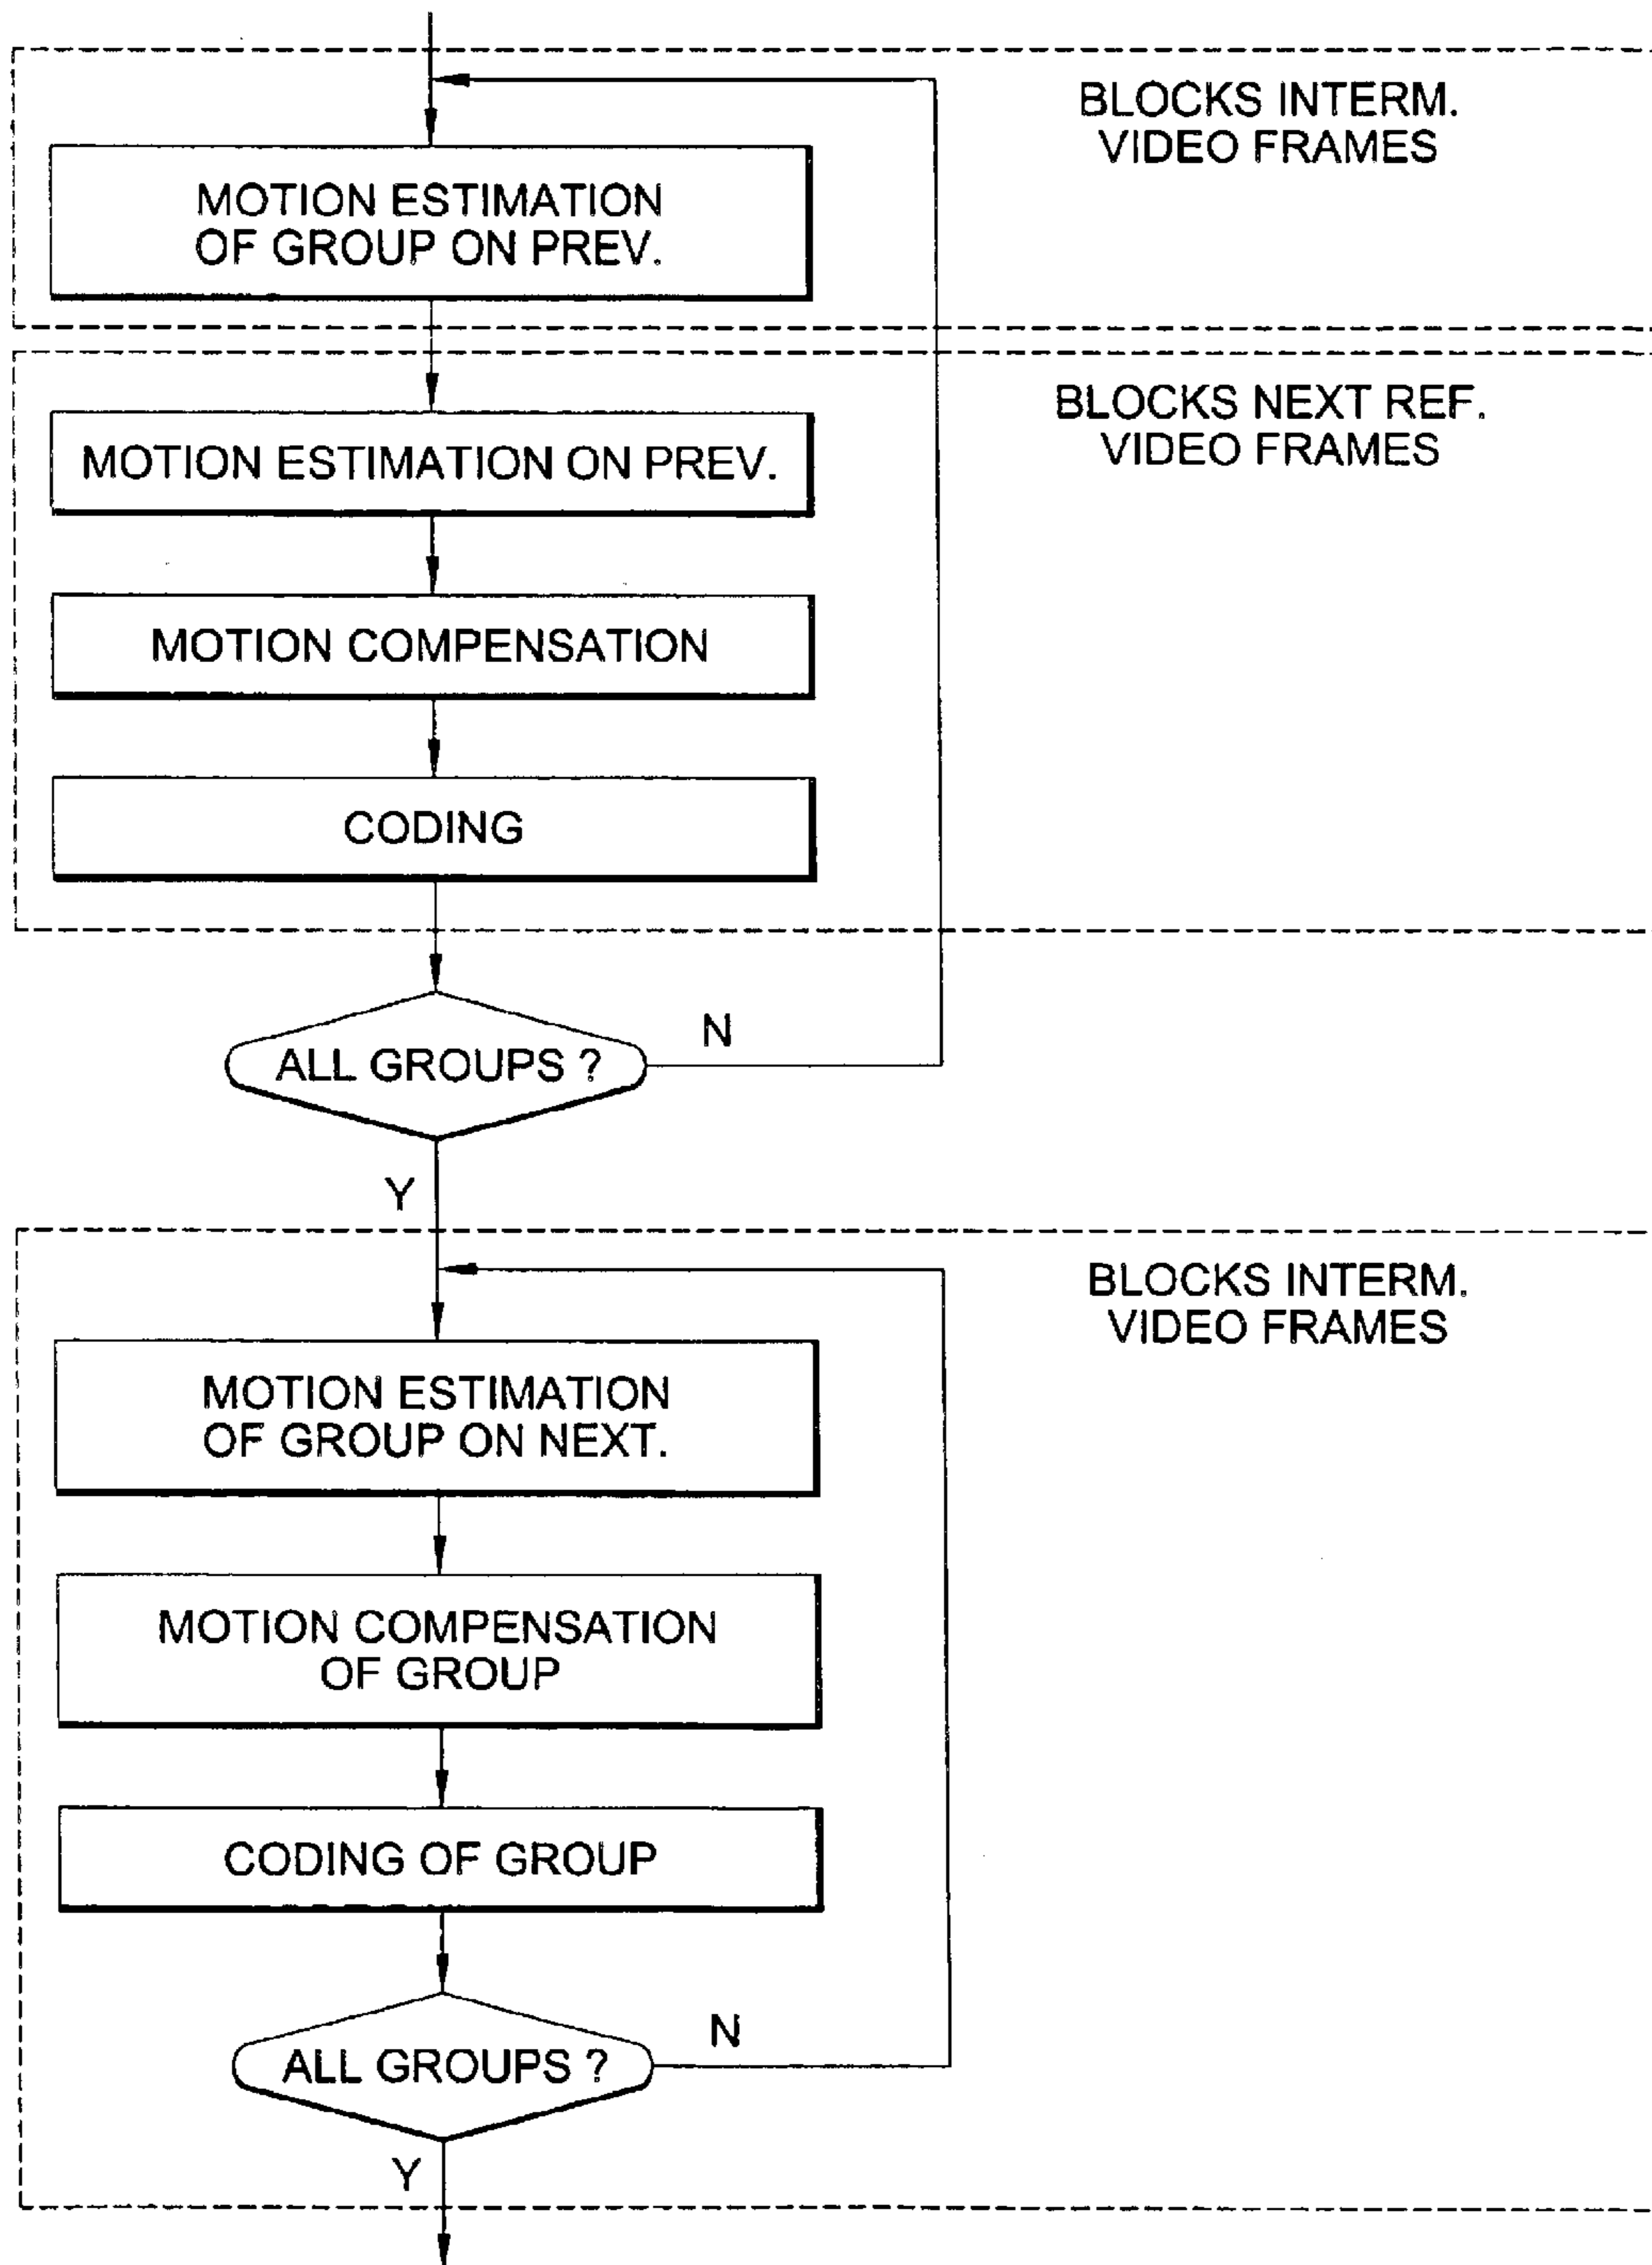 BLOCKS INTERM.
VIDEO FRAMES
MOTION ESTIMATION
OF GROUP ON PREV.
BLOCKS NEXT REF.
VIDEO FRAMES
MOTION ESTIMATION ON PREV.
MOTION COMPENSATION
CODING
ALL GROUPS ?
N
Y
BLOCKS INTERM.
VIDEO FRAMES
MOTION ESTIMATION
OF GROUP ON NEXT.
MOTION COMPENSATION
OF GROUP
CODING OF GROUP
ALL GROUPS ?
N
Y